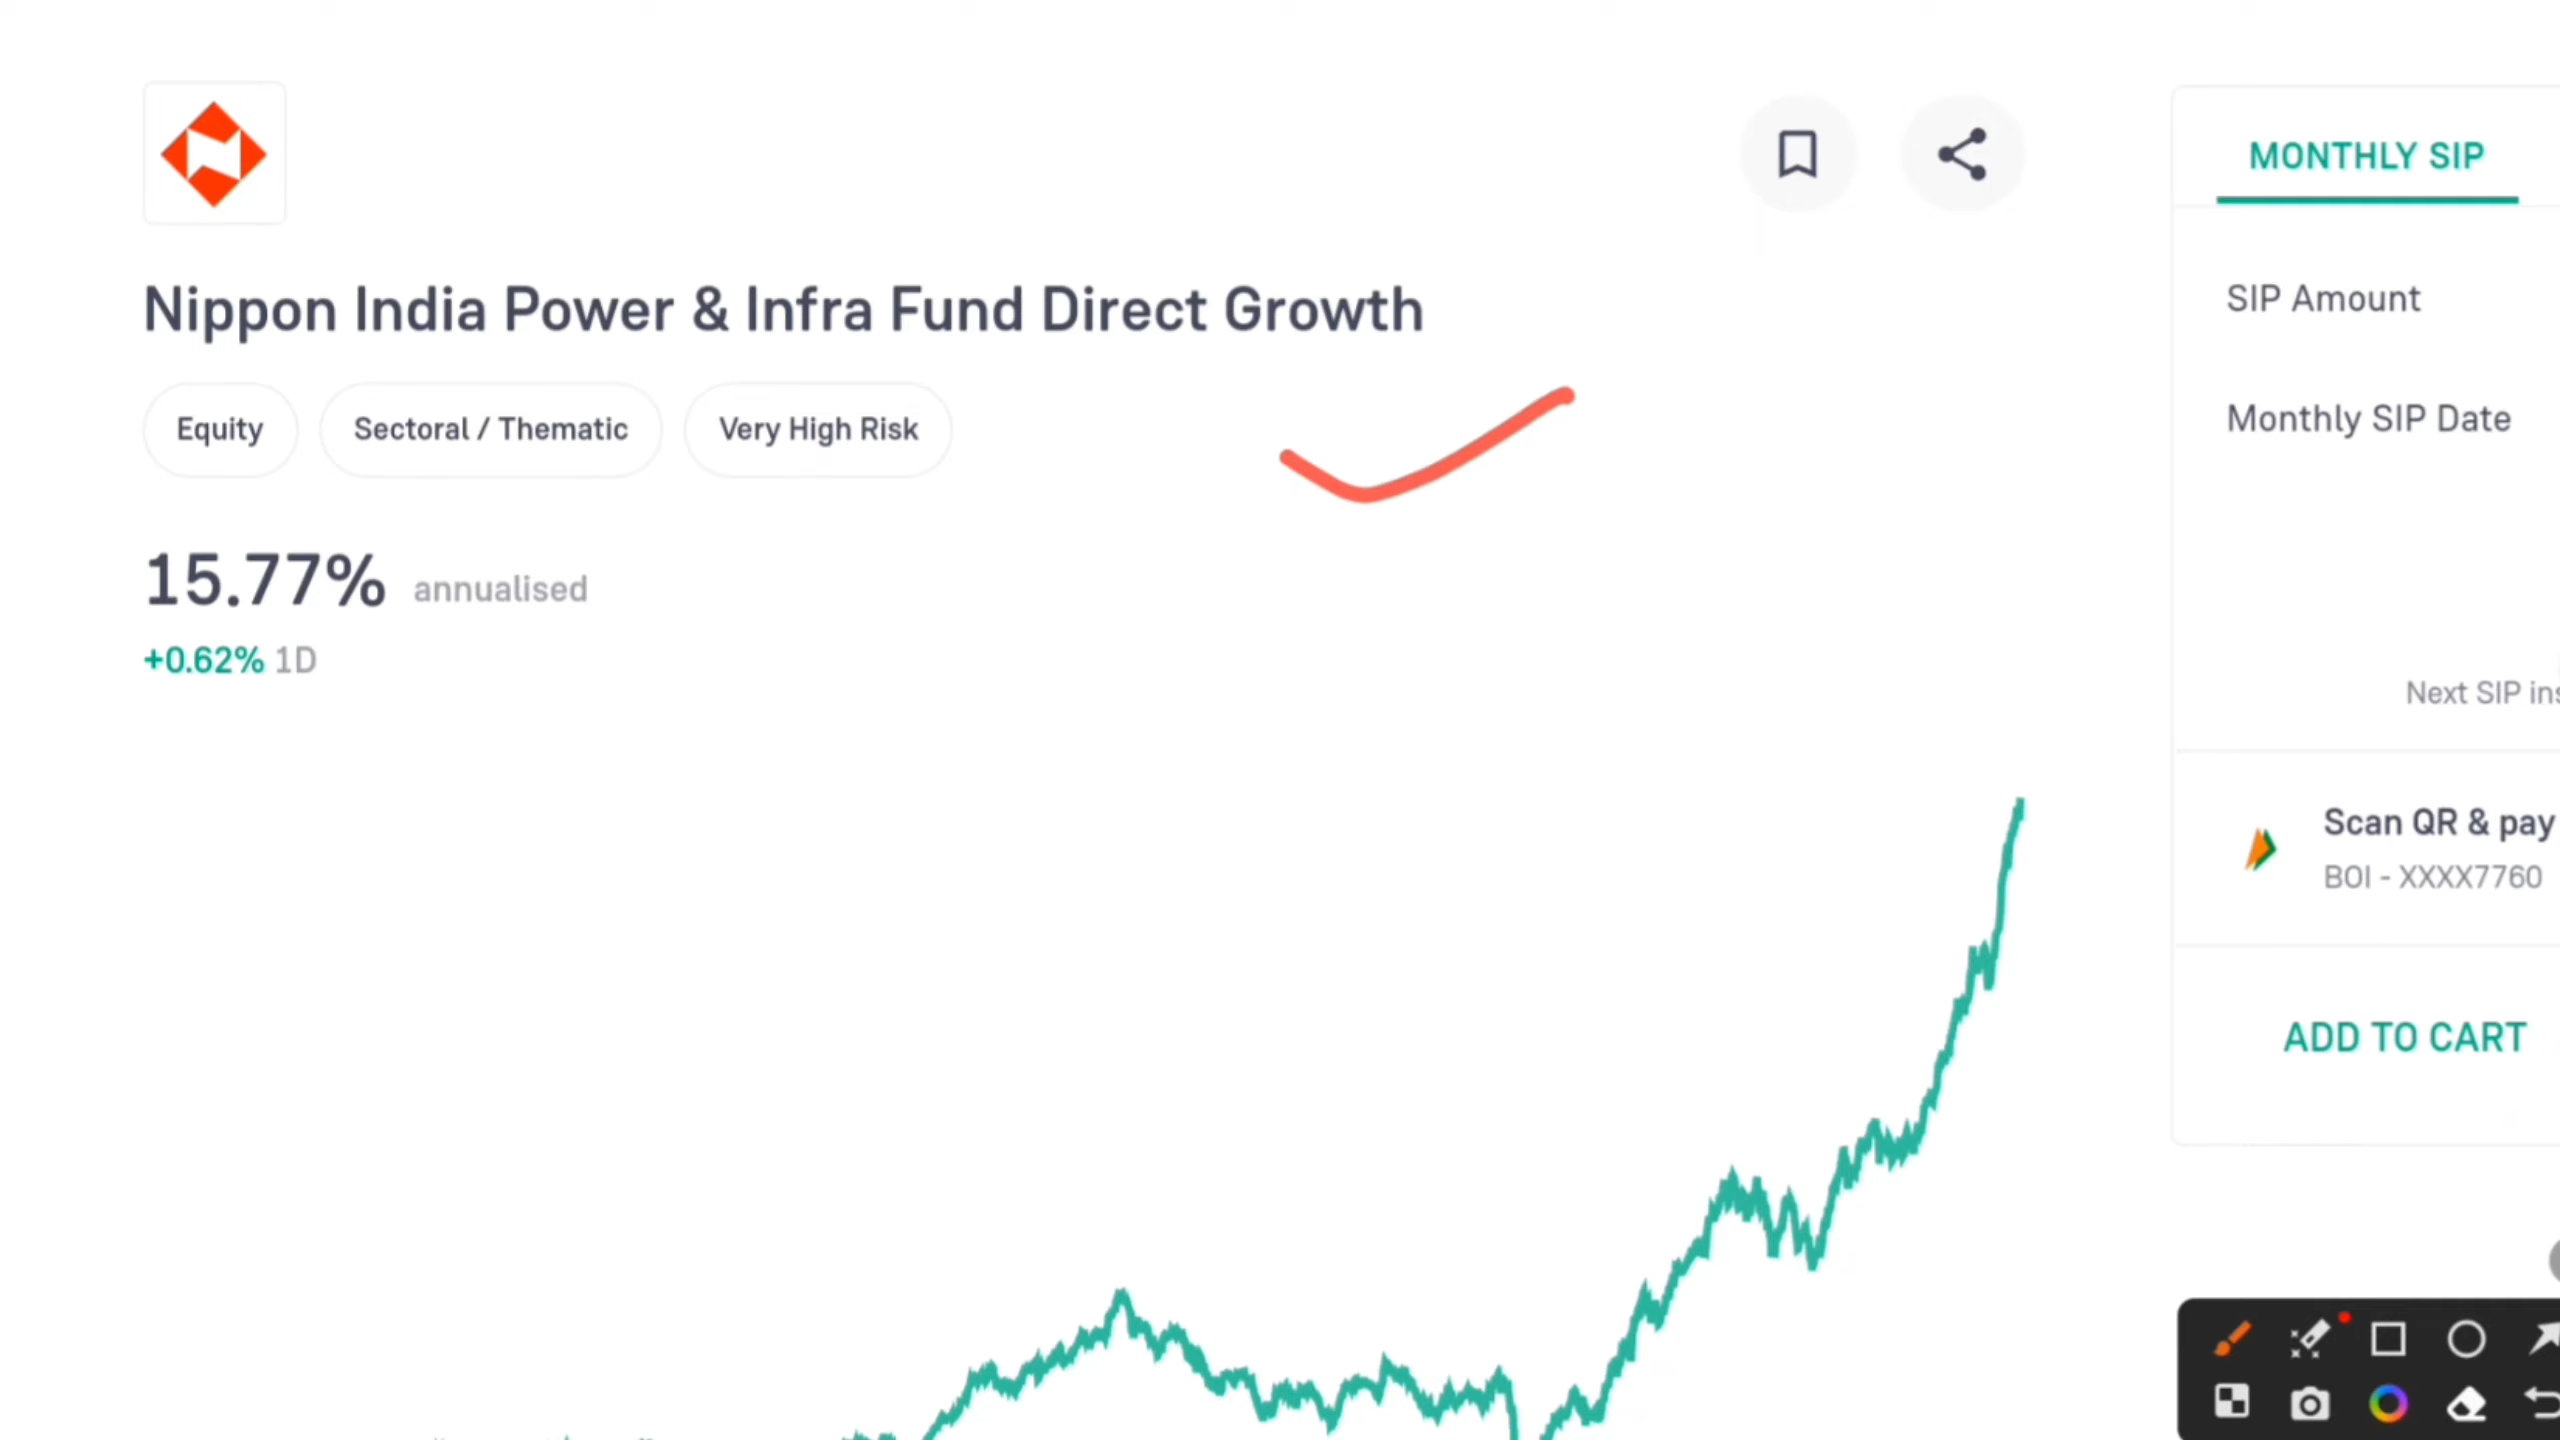 Nippon India Power & Infra Fund Direct Growth
Equity
Sectoral / Thematic
Very High Risk
15.77% annualised
+0.62% 1D
MONTHLY SIP
SIP Amount
Monthly SIP Date
Next SIP ins
Scan QR & pay
BOI - XXXX7760
ADD TO CART